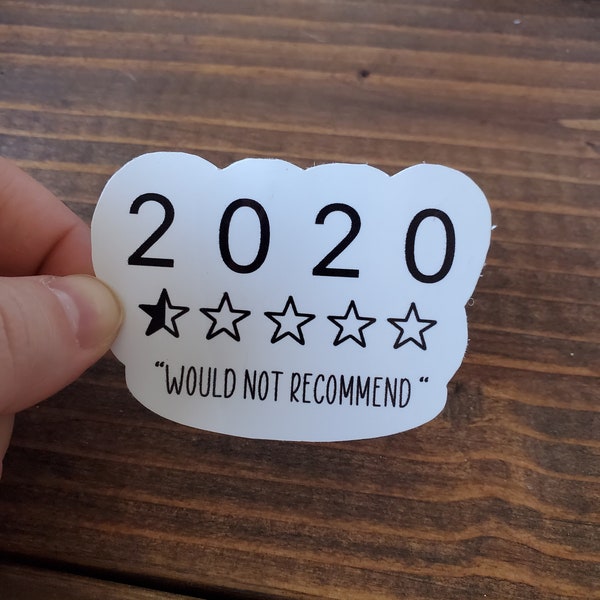 2020
“WOULD NOT RECOMMEND “